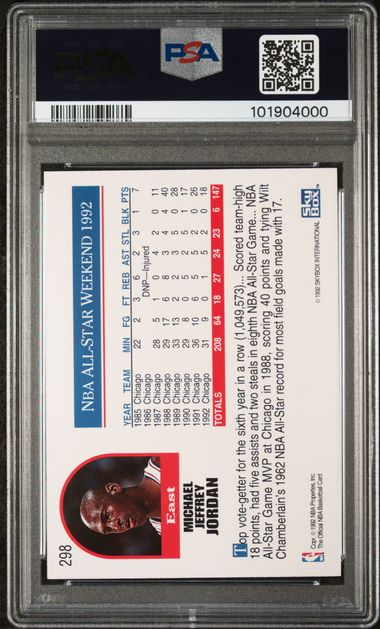 PSA
PSA
101904000
298
East
MICHAEL
JEFFREY
JORDAN
NBA ALL-STAR WEEKEND 1992
YEAR TEAM MIN FG FT REB AST STL BLK PTS
1985 Chicago 22 2 3 6 2 3 1 7
1986 Chicago DNP—Injured
1987 Chicago 28 5 1 0 4 2 0 11
1988 Chicago 29 17 6 8 3 4 4 40
1989 Chicago 33 13 2 2 3 5 0 28
1990 Chicago 29 8 0 5 2 5 1 17
1991 Chicago 36 10 6 5 5 2 0 26
1992 Chicago 31 9 0 1 5 2 0 18
TOTALS 208 64 18 27 24 23 6 147
Top vote-getter for the sixth year in a row (1,049,573)... Scored team-high
18 points, had five assists and two steals in eighth NBA All-Star Game... NBA
All-Star Game MVP at Chicago in 1988, scoring 40 points and tying Wilt
Chamberlain's 1962 NBA All-Star record for most field goals made with 17.
Copr. © 1992 NBA Properties, Inc.
The Official NBA Basketball Card
© 1992 SKYBOX INTERNATIONAL
SKYBOX™